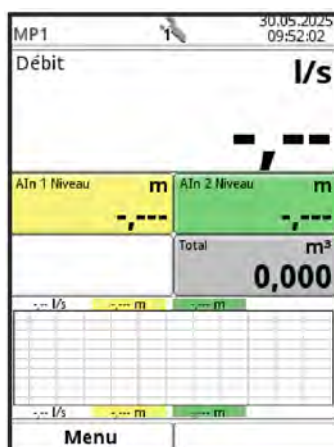 MP1 1 30.05.2025
09:52:02
Débit l/s
-,--
AIn 1 Niveau m AIn 2 Niveau m
-,--- -,---
Total m³
0,000
-,-- l/s -,--- m -,--- m
-,-- l/s -,--- m -,--- m
Menu